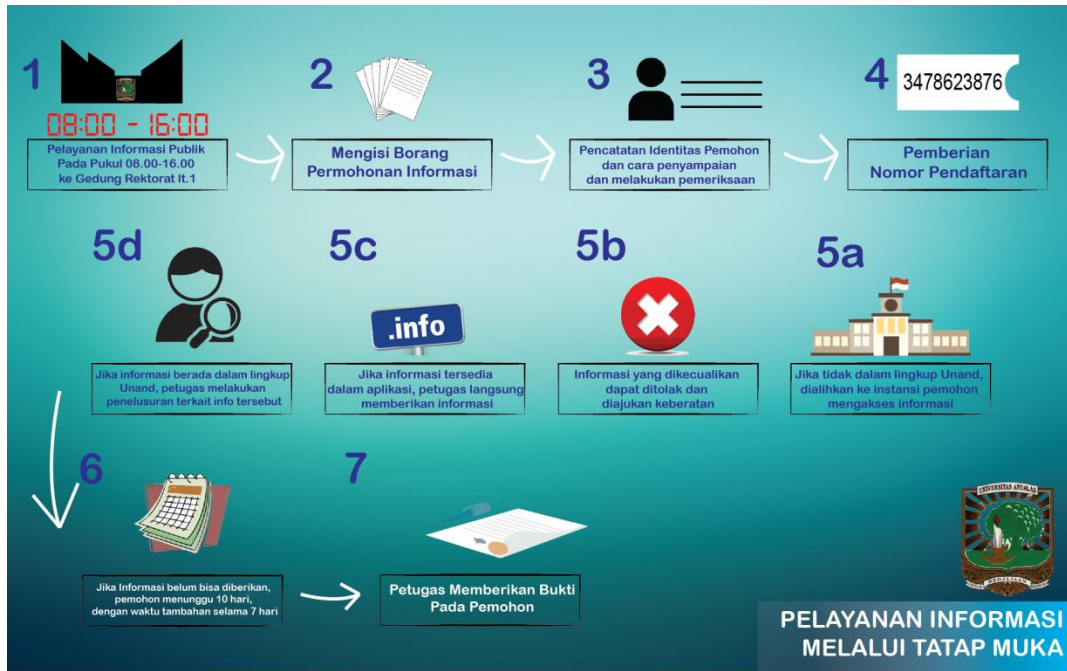 1
08:00 - 16:00
Pelayanan Informasi Publik
Pada Pukul 08.00-16.00
ke Gedung Rektorat lt.1
2
Mengisi Borang
Permohonan Informasi
3
Pencatatan Identitas Pemohon
dan cara penyampaian
dan melakukan pemeriksaan
4
3478623876
Pemberian
Nomor Pendaftaran
5d
Jika informasi berada dalam lingkup
Unand, petugas melakukan
penelusuran terkait info tersebut
5c
.info
Jika informasi tersedia
dalam aplikasi, petugas langsung
memberikan informasi
5b
Informasi yang dikecualikan
dapat ditolak dan
diajukan keberatan
5a
Jika tidak dalam lingkup Unand,
dialihkan ke instansi pemohon
mengakses informasi
6
Jika Informasi belum bisa diberikan,
pemohon menunggu 10 hari,
dengan waktu tambahan selama 7 hari
7
Petugas Memberikan Bukti
Pada Pemohon
UNIVERSITAS ANDALAS
KEDJAJAAN
PELAYANAN INFORMASI
MELALUI TATAP MUKA